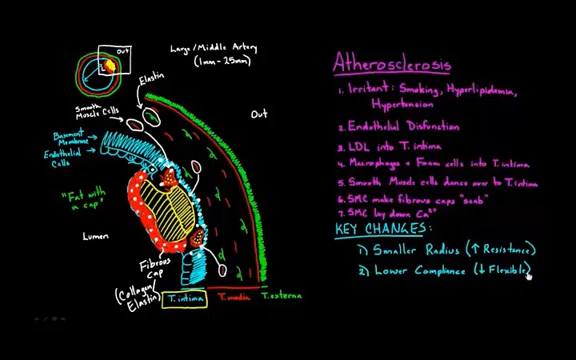 Out
L
Large/Middle Artery
(1mm - 25mm)
Elastin
Smooth
Muscle Cells
Out
Basement
Membrane
Endothelial
Cells
"Fat with
a cap"
Lumen
Fibrous
Cap
(Collagen/
Elastin)
T.intima
T.media
T.externa
Atherosclerosis
1. Irritant: Smoking, Hyperlipidemia,
Hypertension
2. Endothelial Disfunction
3. LDL into T.intima
4. Macrophags + Foam cells into T.intima
5. Smooth Muscle cells dance over to T.intima
6. SMC make fibrous caps "scab"
7. SMC lay down Ca²⁺
KEY CHANGES:
1) Smaller Radius (↑ Resistance)
2) Lower Compliance (↓ Flexible)